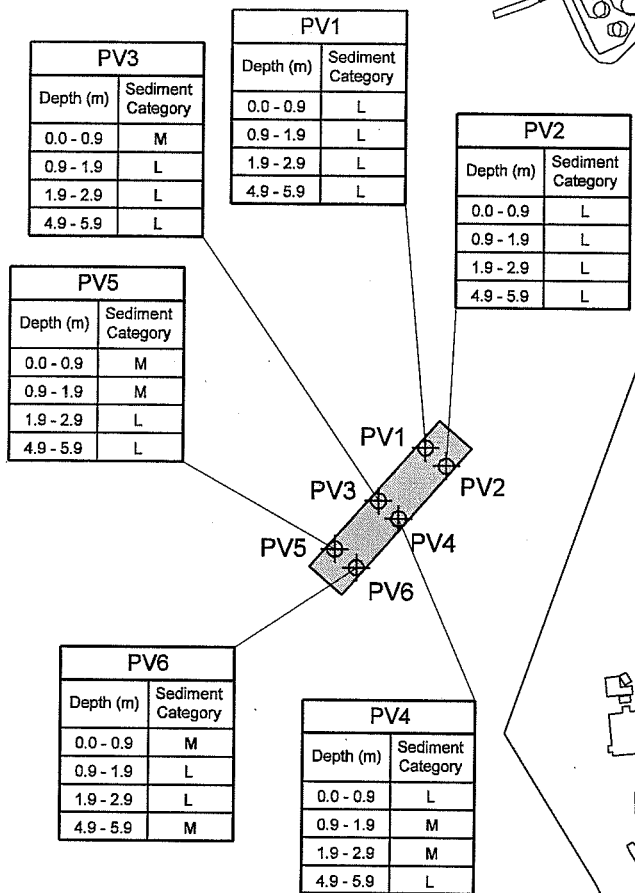 PV1
Depth (m) Sediment Category
0.0 - 0.9 L
0.9 - 1.9 L
1.9 - 2.9 L
4.9 - 5.9 L
PV3
Depth (m) Sediment Category
0.0 - 0.9 M
0.9 - 1.9 L
1.9 - 2.9 L
4.9 - 5.9 L
PV2
Depth (m) Sediment Category
0.0 - 0.9 L
0.9 - 1.9 L
1.9 - 2.9 L
4.9 - 5.9 L
PV5
Depth (m) Sediment Category
0.0 - 0.9 M
0.9 - 1.9 M
1.9 - 2.9 L
4.9 - 5.9 L
PV1
PV2
PV3
PV4
PV5
PV6
PV6
Depth (m) Sediment Category
0.0 - 0.9 M
0.9 - 1.9 L
1.9 - 2.9 L
4.9 - 5.9 M
PV4
Depth (m) Sediment Category
0.0 - 0.9 L
0.9 - 1.9 M
1.9 - 2.9 M
4.9 - 5.9 L